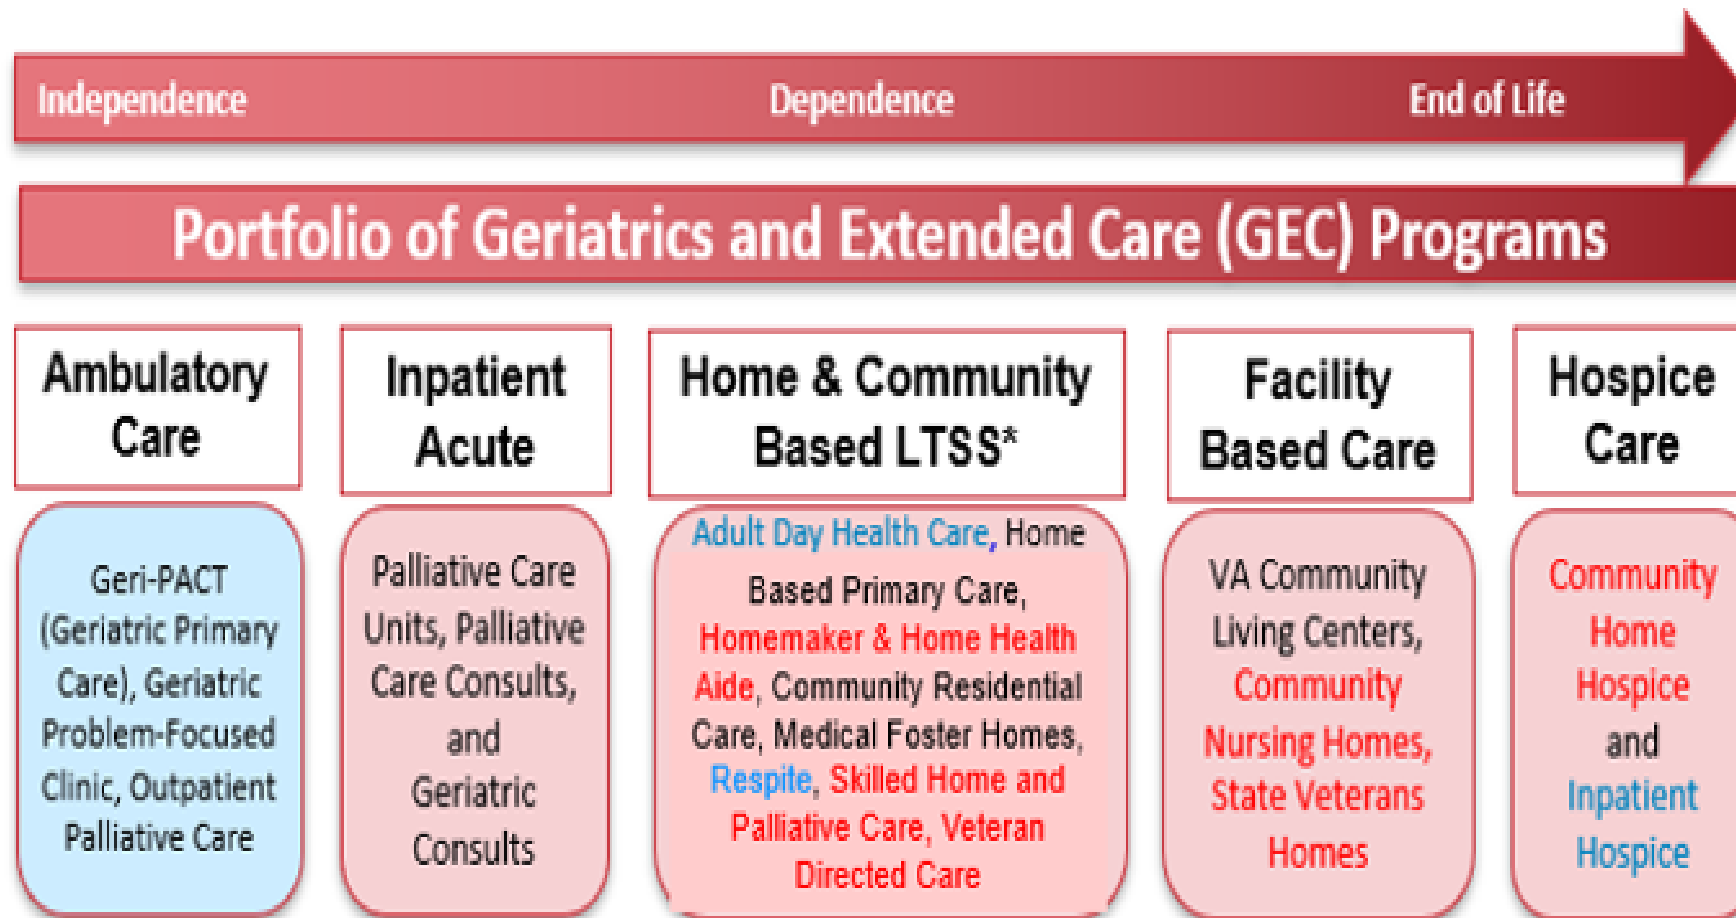 Independence
Dependence
End of Life
Portfolio of Geriatrics and Extended Care (GEC) Programs
Ambulatory
Care
Inpatient
Acute
Home & Community
Based LTSS*
Facility
Based Care
Hospice
Care
Geri-PACT
(Geriatric Primary
Care), Geriatric
Problem-Focused
Clinic, Outpatient
Palliative Care
Palliative Care
Units, Palliative
Care Consults,
and
Geriatric
Consults
Adult Day Health Care, Home
Based Primary Care,
Homemaker & Home Health
Aide, Community Residential
Care, Medical Foster Homes,
Respite, Skilled Home and
Palliative Care, Veteran
Directed Care
VA Community
Living Centers,
Community
Nursing Homes,
State Veterans
Homes
Community
Home
Hospice
and
Inpatient
Hospice